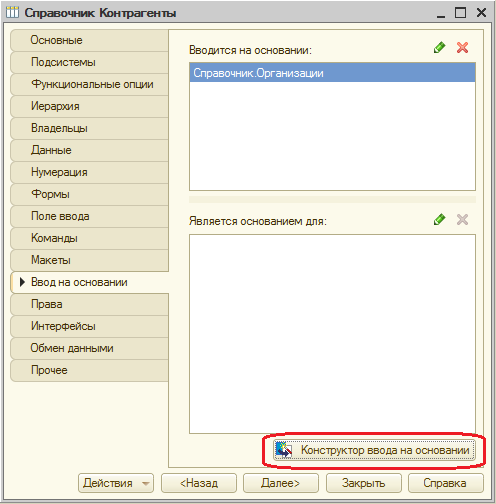 Справочник Контрагенты
Основные
Подсистемы
Функциональные опции
Иерархия
Владельцы
Данные
Нумерация
Формы
Поле ввода
Команды
Макеты
Ввод на основании
Права
Интерфейсы
Обмен данными
Прочее
Вводится на основании:
Справочник.Организации
Является основанием для:
Конструктор ввода на основании
Действия
<Назад
Далее>
Закрыть
Справка